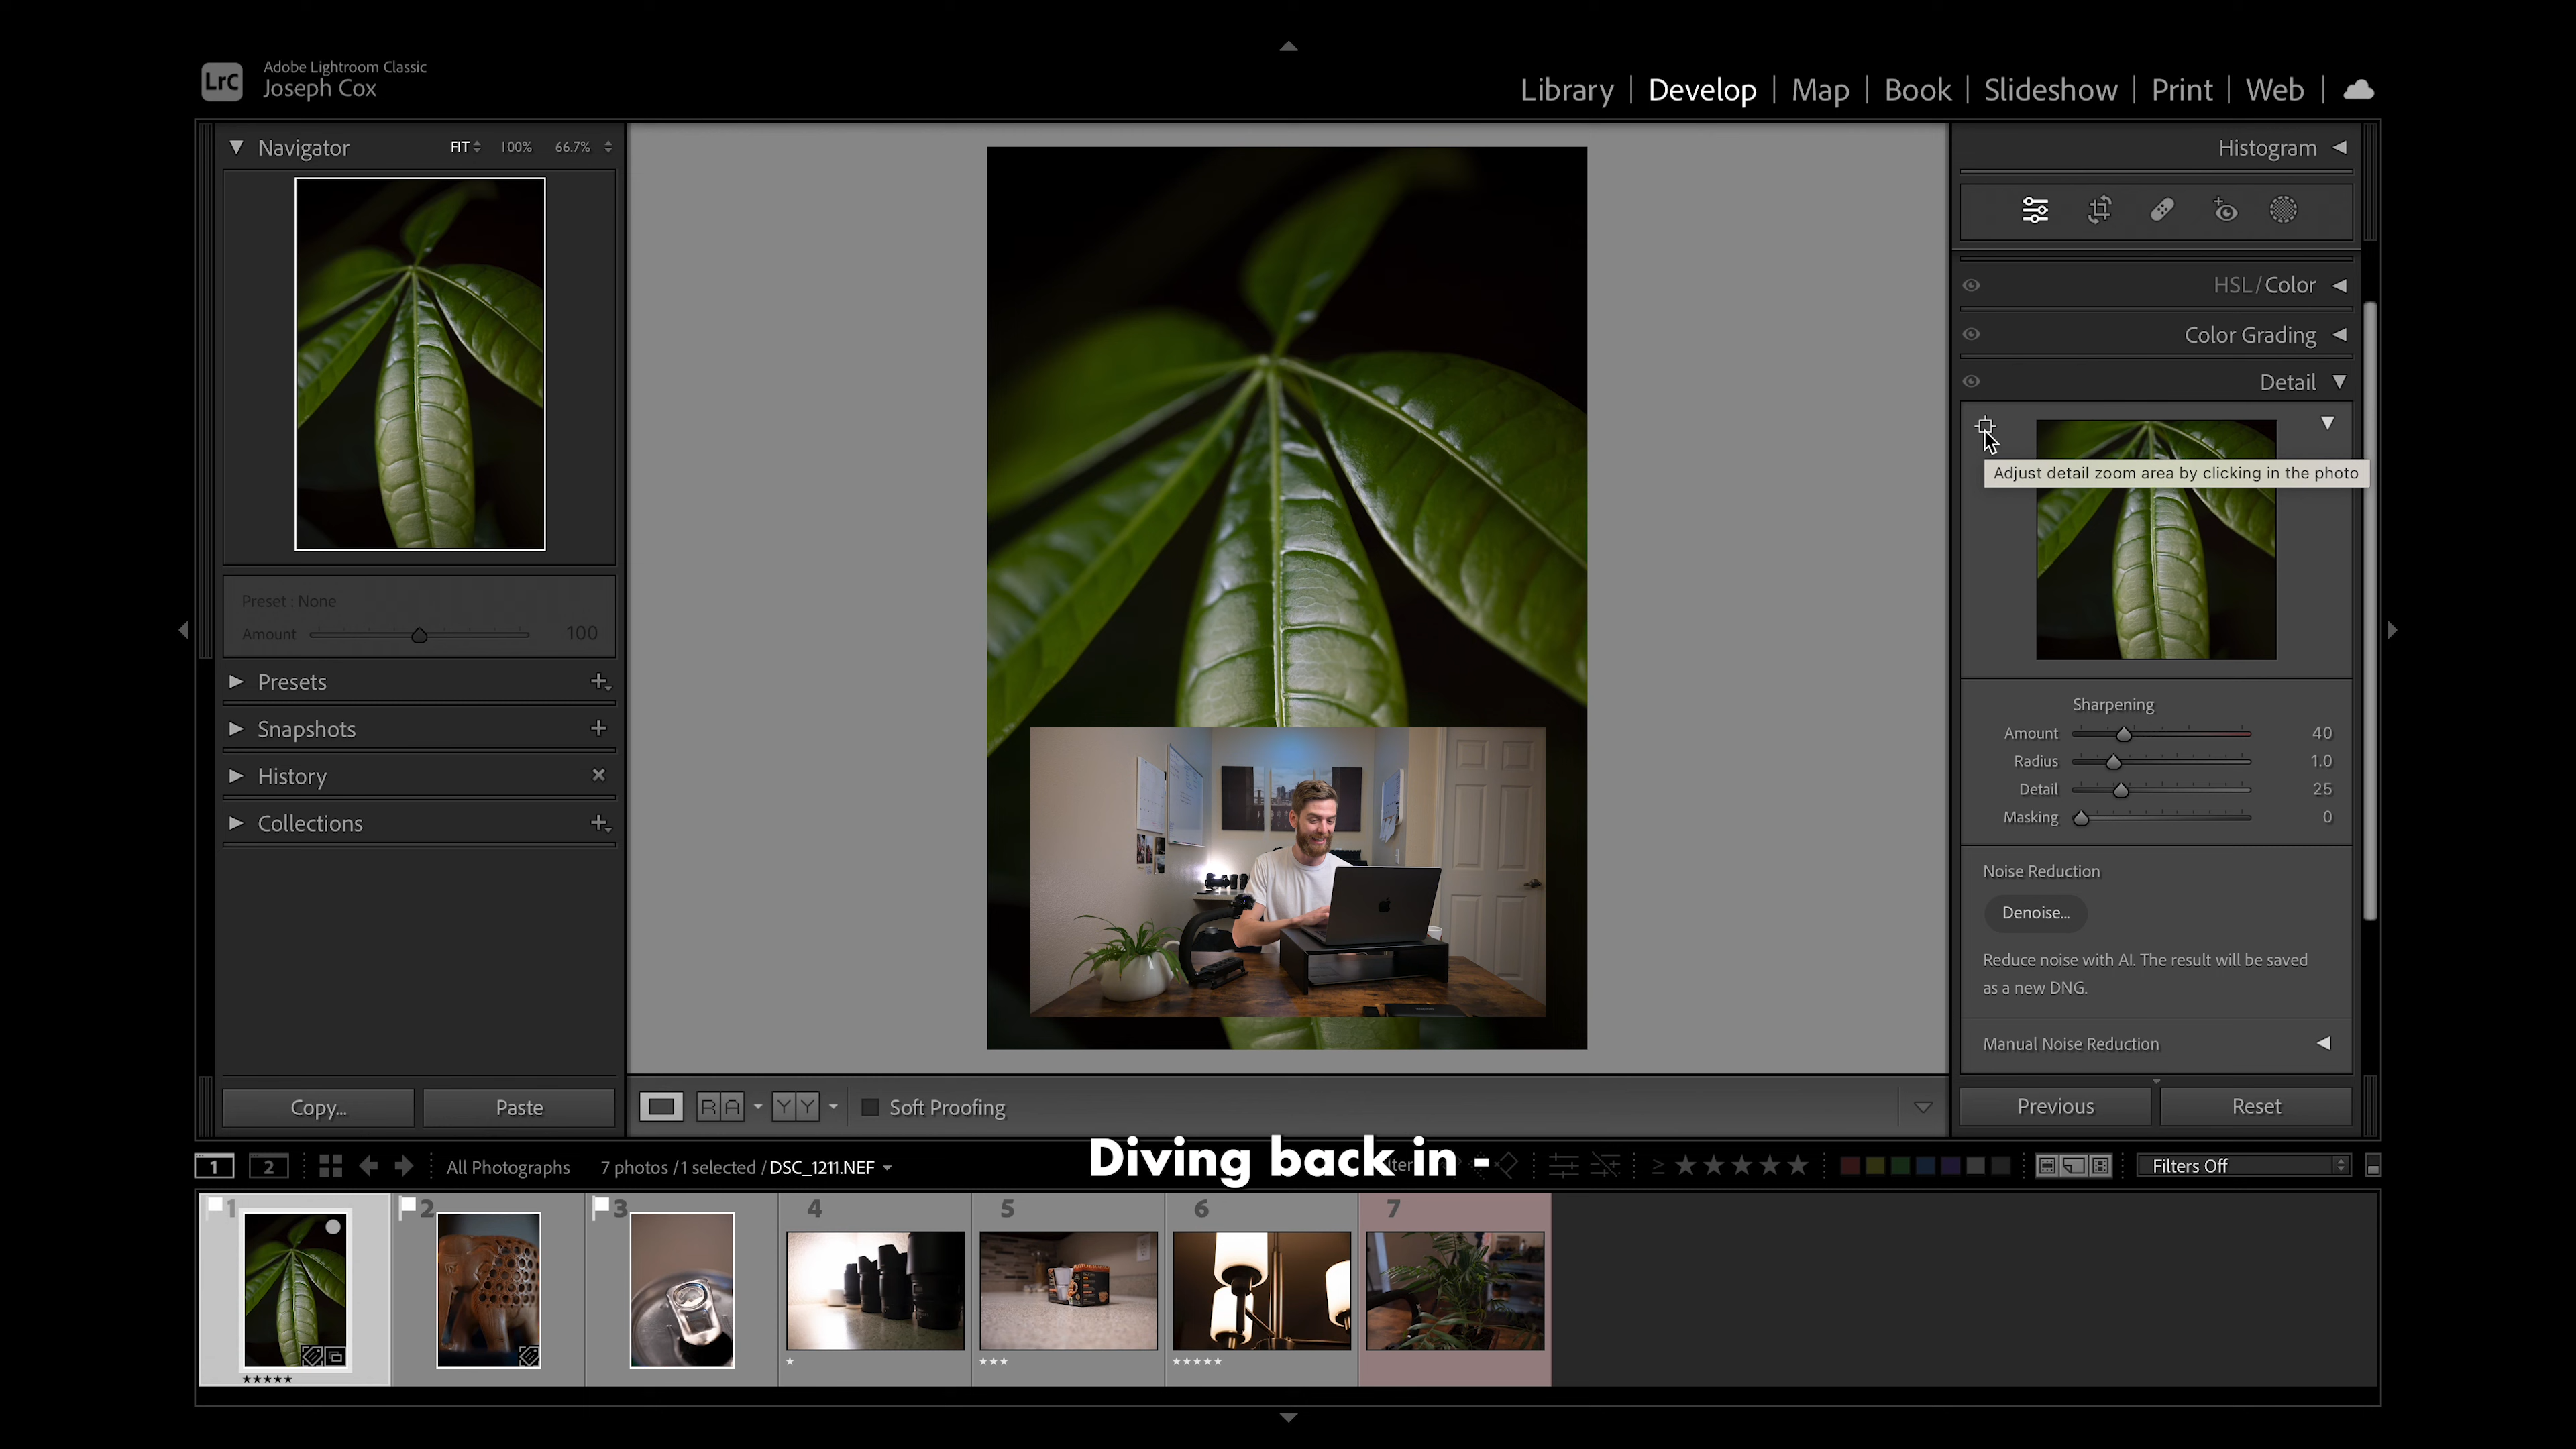 LrC
Adobe Lightroom Classic
Joseph Cox
Library | Develop | Map | Book | Slideshow | Print | Web
Navigator FIT 100% 66.7%
Preset : None
Amount 100
Presets
Snapshots
History
Collections
Copy... Paste
RA YY Soft Proofing
Histogram
HSL / Color
Color Grading
Detail
Adjust detail zoom area by clicking in the photo
Sharpening
Amount 40
Radius 1.0
Detail 25
Masking 0
Noise Reduction
Denoise...
Reduce noise with AI. The result will be saved
as a new DNG.
Manual Noise Reduction
Previous Reset
Diving back in -
1 2 All Photographs 7 photos / 1 selected / DSC_1211.NEF Filters Off
1 2 3 4 5 6 7